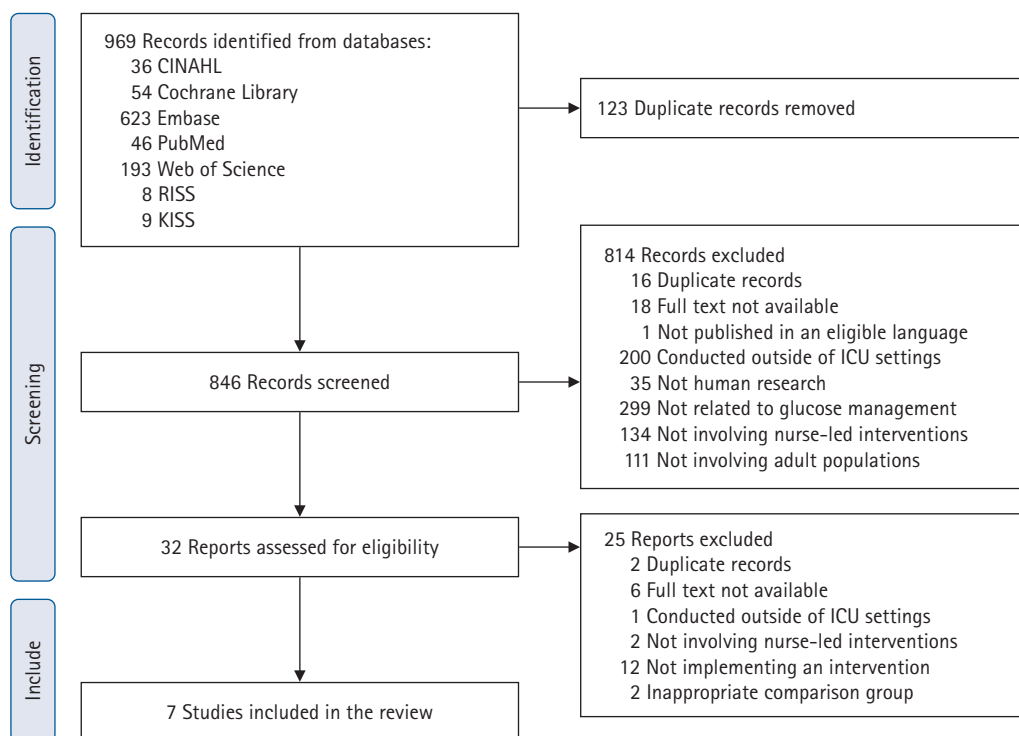 Identification
969 Records identified from databases:
36 CINAHL
54 Cochrane Library
623 Embase
46 PubMed
193 Web of Science
8 RISS
9 KISS
123 Duplicate records removed
Screening
846 Records screened
814 Records excluded
16 Duplicate records
18 Full text not available
1 Not published in an eligible language
200 Conducted outside of ICU settings
35 Not human research
299 Not related to glucose management
134 Not involving nurse-led interventions
111 Not involving adult populations
32 Reports assessed for eligibility
25 Reports excluded
2 Duplicate records
6 Full text not available
1 Conducted outside of ICU settings
2 Not involving nurse-led interventions
12 Not implementing an intervention
2 Inappropriate comparison group
Include
7 Studies included in the review